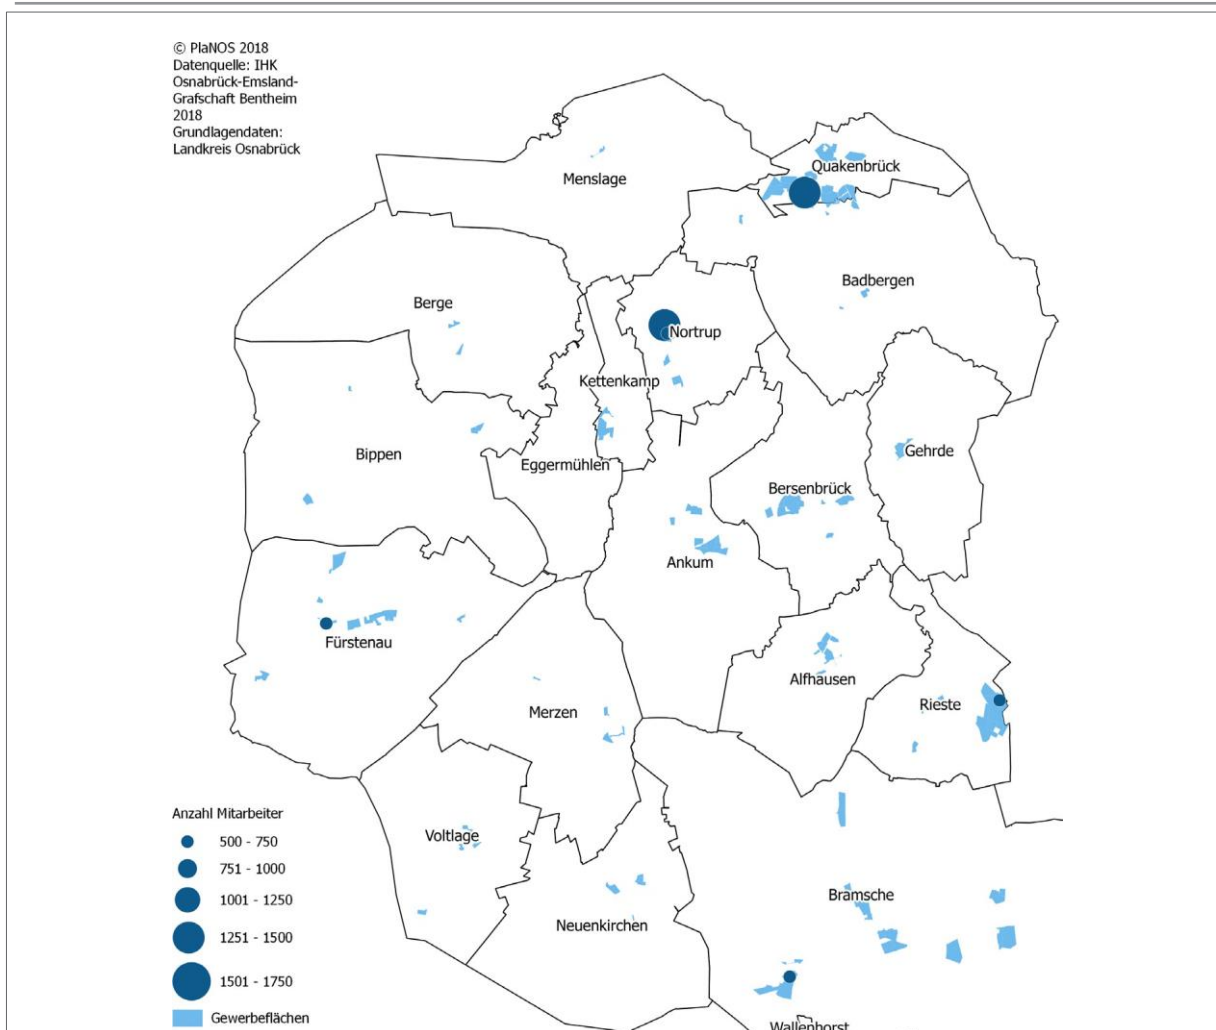 © PlaNOS 2018
Datenquelle: IHK
Osnabrück-Emsland-
Grafschaft Bentheim
2018
Grundlagendaten:
Landkreis Osnabrück
Quakenbrück
Menslage
Badbergen
Berge
Nortrup
Kettenkamp
Bippen
Eggermühlen
Gehrde
Bersenbrück
Ankum
Fürstenau
Alfhausen
Rieste
Merzen
Anzahl Mitarbeiter
500 - 750
751 - 1000
1001 - 1250
1251 - 1500
1501 - 1750
Gewerbeflächen
Voltlage
Bramsche
Neuenkirchen
Wallenhorst